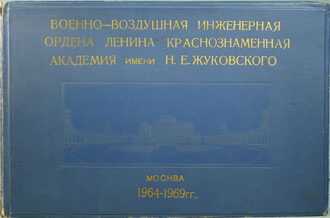 ВОЕННО-ВОЗДУШНАЯ ИНЖЕНЕРНАЯ
ОРДЕНА ЛЕНИНА КРАСНОЗНАМЕННАЯ
АКАДЕМИЯ ИМЕНИ Н.Е.ЖУКОВСКОГО
МОСКВА
1964-1969гг.